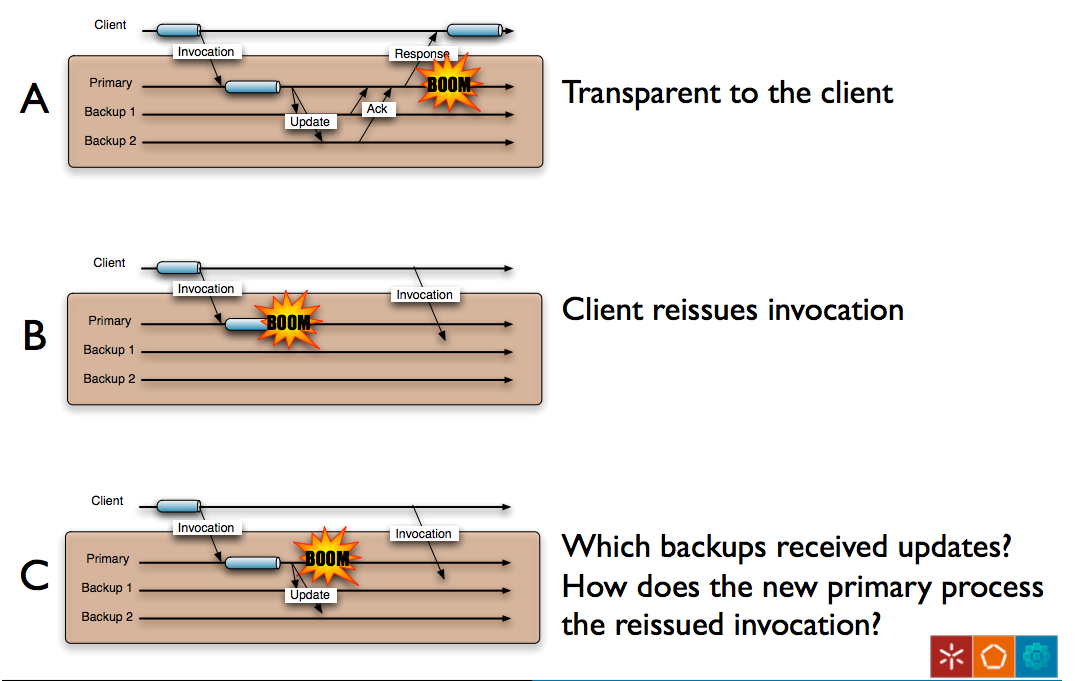 Client
Invocation
Response
A
Primary
BOOM
Backup 1
Ack
Update
Backup 2
Transparent to the client
Client
Invocation
Invocation
B
Primary
BOOM
Backup 1
Backup 2
Client reissues invocation
Client
Invocation
Invocation
C
Primary
BOOM
Backup 1
Update
Backup 2
Which backups received updates?
How does the new primary process
the reissued invocation?